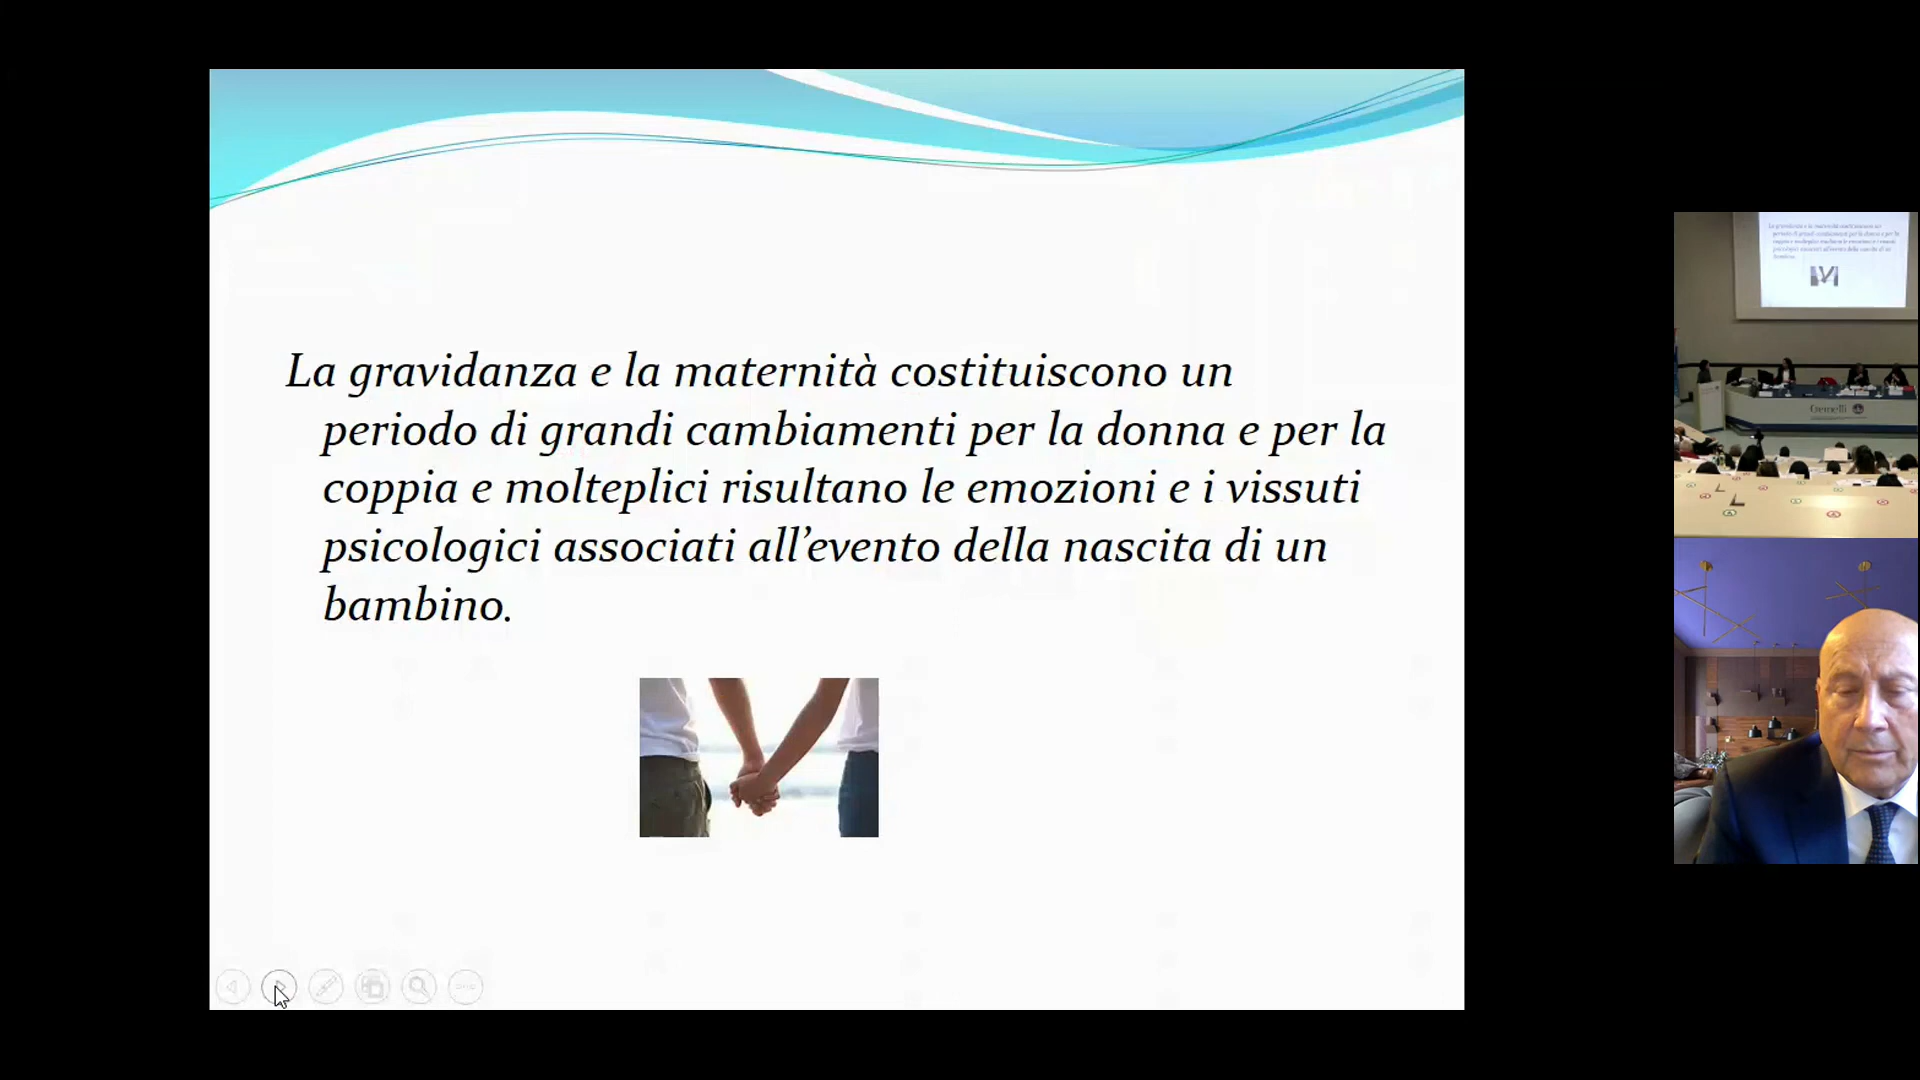 La gravidanza e la maternità costituiscono un
periodo di grandi cambiamenti per la donna e per la
coppia e molteplici risultano le emozioni e i vissuti
psicologici associati all’evento della nascita di un
bambino.
Gemelli